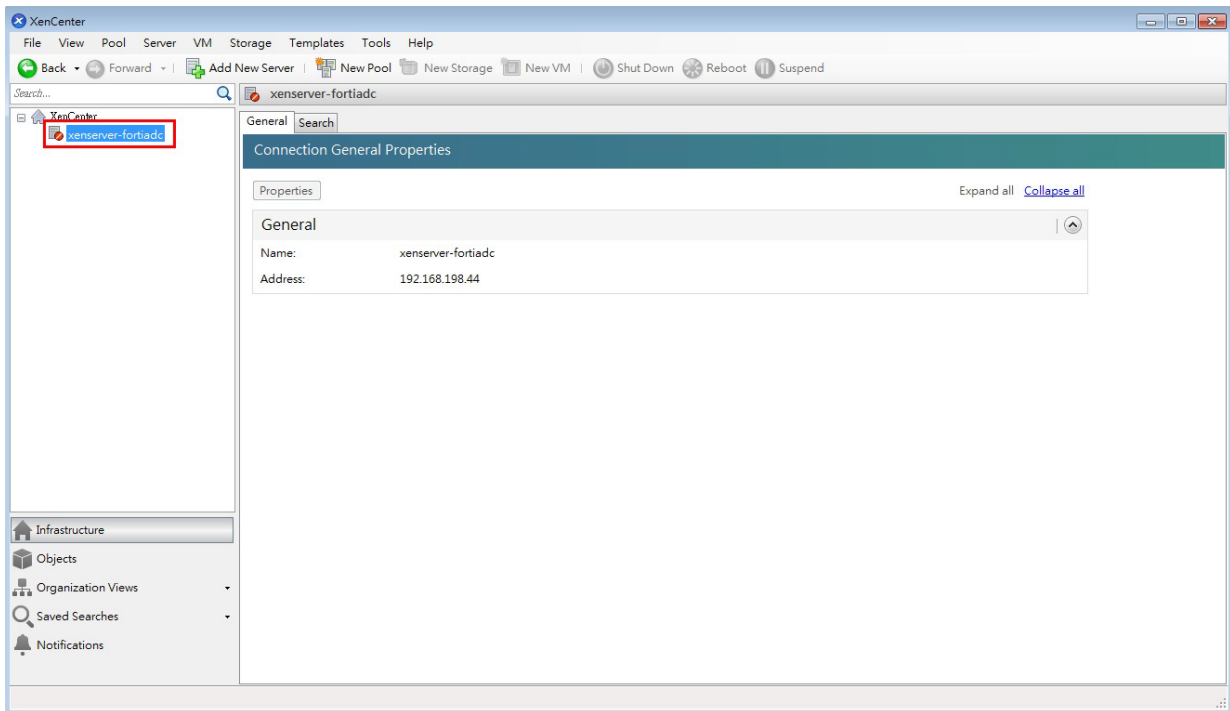 XenCenter
File View Pool Server VM Storage Templates Tools Help
Back Forward Add New Server New Pool New Storage New VM Shut Down Reboot Suspend
Search...
xenserver-fortiadc
XenCenter
xenserver-fortiadc
General Search
Connection General Properties
Properties Expand all Collapse all
General
Name: xenserver-fortiadc
Address: 192.168.198.44
Infrastructure
Objects
Organization Views
Saved Searches
Notifications